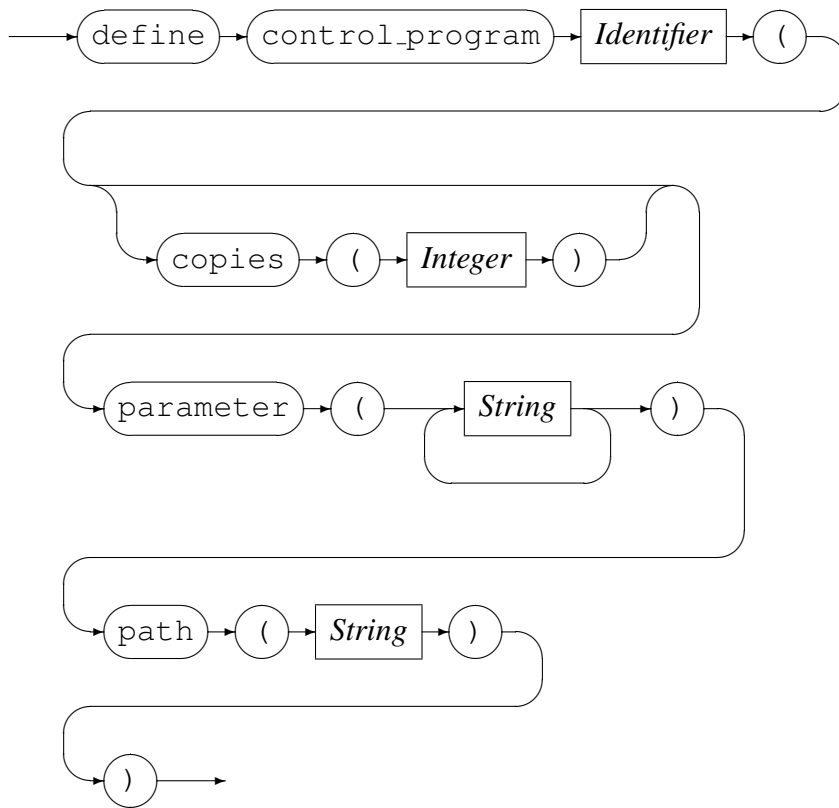 define control_program Identifier (
copies ( Integer )
parameter ( String )
path ( String )
)